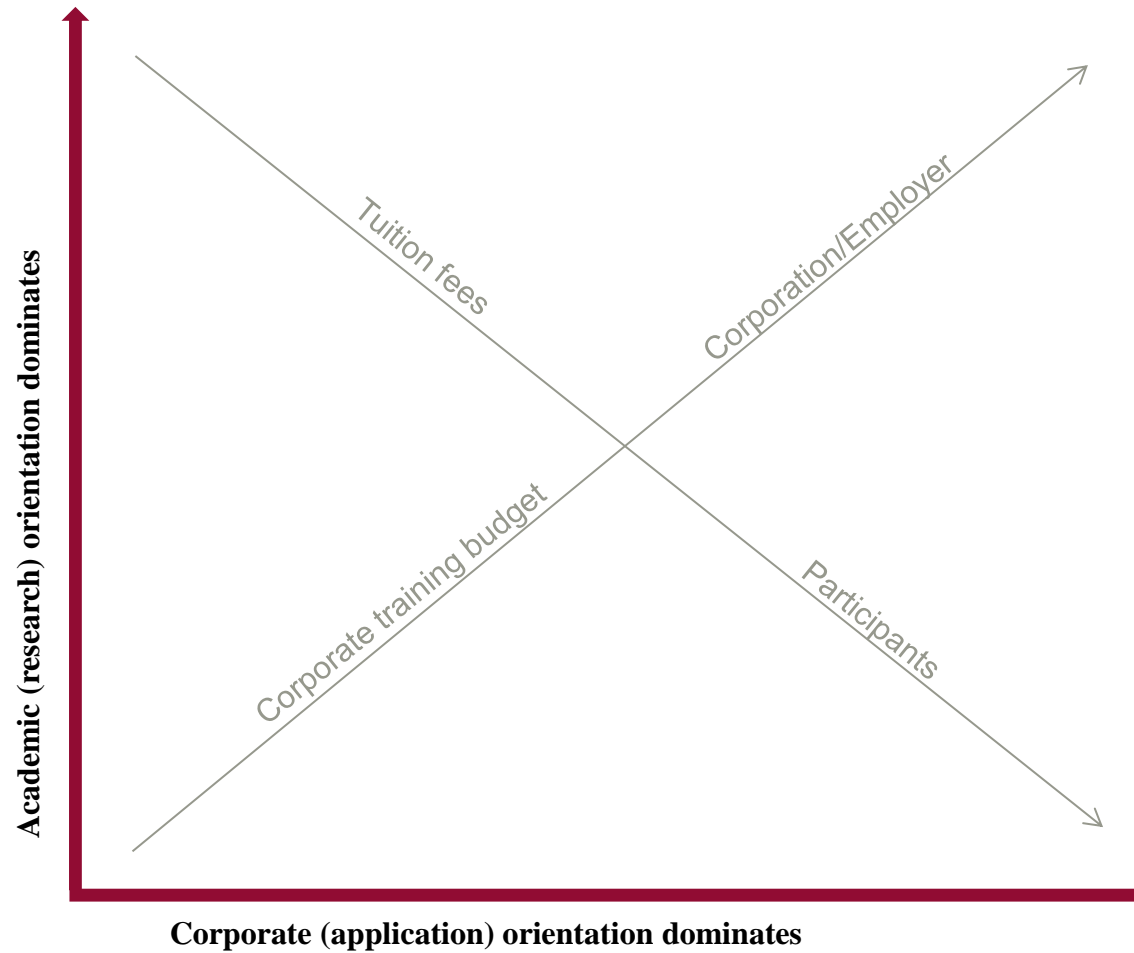 Tuition fees
Corporation/Employer
Academic (research) orientation dominates
Corporate training budget
Participants
Corporate (application) orientation dominates